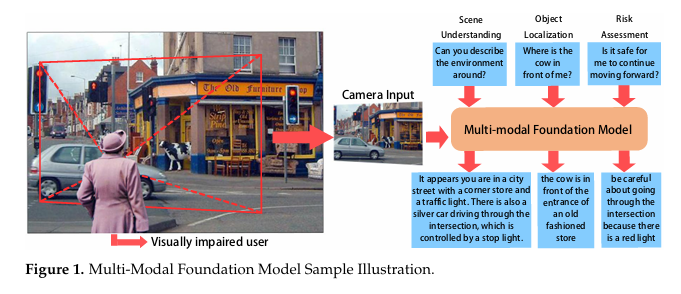 Scene
Understanding
Object
Localization
Risk
Assessment
Can you describe
the environment
around?
Where is the
cow in
front of me?
Is it safe for
me to continue
moving forward?
The Old Furniture Shop
Camera Input
Multi-modal Foundation Model
It appears you are in a city
street with a corner store and
a traffic light. There is also a
silver car driving through the
intersection, which is
controlled by a stop light.
the cow is in
front of the
entrance of
an old
fashioned
store
be careful
about going
through the
intersection
because there
is a red light
Visually impaired user
Figure 1. Multi-Modal Foundation Model Sample Illustration.